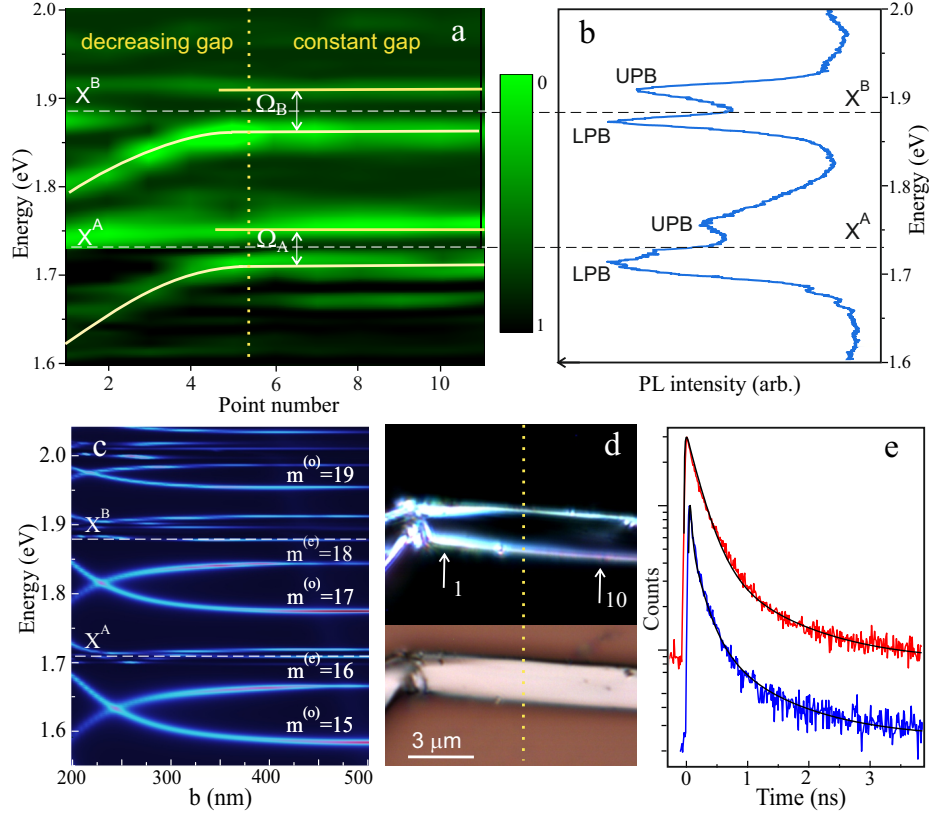 a
decreasing gap
constant gap
X^B
Ω_B
X^A
Ω_A
2.0
1.9
1.8
1.7
1.6
Energy (eV)
2
4
6
8
10
Point number
0
1
b
UPB
X^B
LPB
UPB
X^A
LPB
2.0
1.9
1.8
1.7
1.6
Energy (eV)
PL intensity (arb.)
c
m^(o)=19
X^B
m^(e)=18
m^(o)=17
X^A
m^(e)=16
m^(o)=15
2.0
1.9
1.8
1.7
1.6
Energy (eV)
200
250
300
350
400
450
500
b (nm)
d
1
10
3 μm
e
Counts
0
1
2
3
Time (ns)